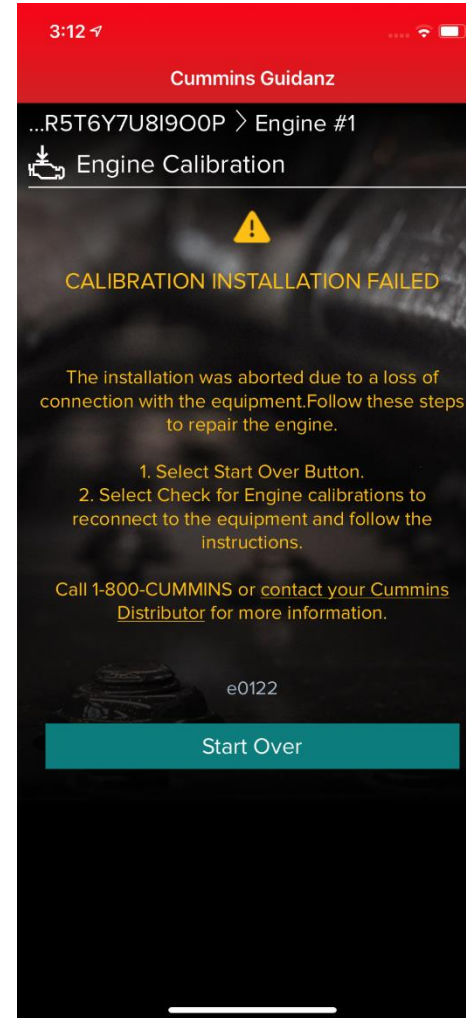 3:12
Cummins Guidanz
...R5T6Y7U8I9O0P > Engine #1
Engine Calibration
CALIBRATION INSTALLATION FAILED
The installation was aborted due to a loss of
connection with the equipment.Follow these steps
to repair the engine.
1. Select Start Over Button.
2. Select Check for Engine calibrations to
reconnect to the equipment and follow the
instructions.
Call 1-800-CUMMINS or contact your Cummins
Distributor for more information.
e0122
Start Over